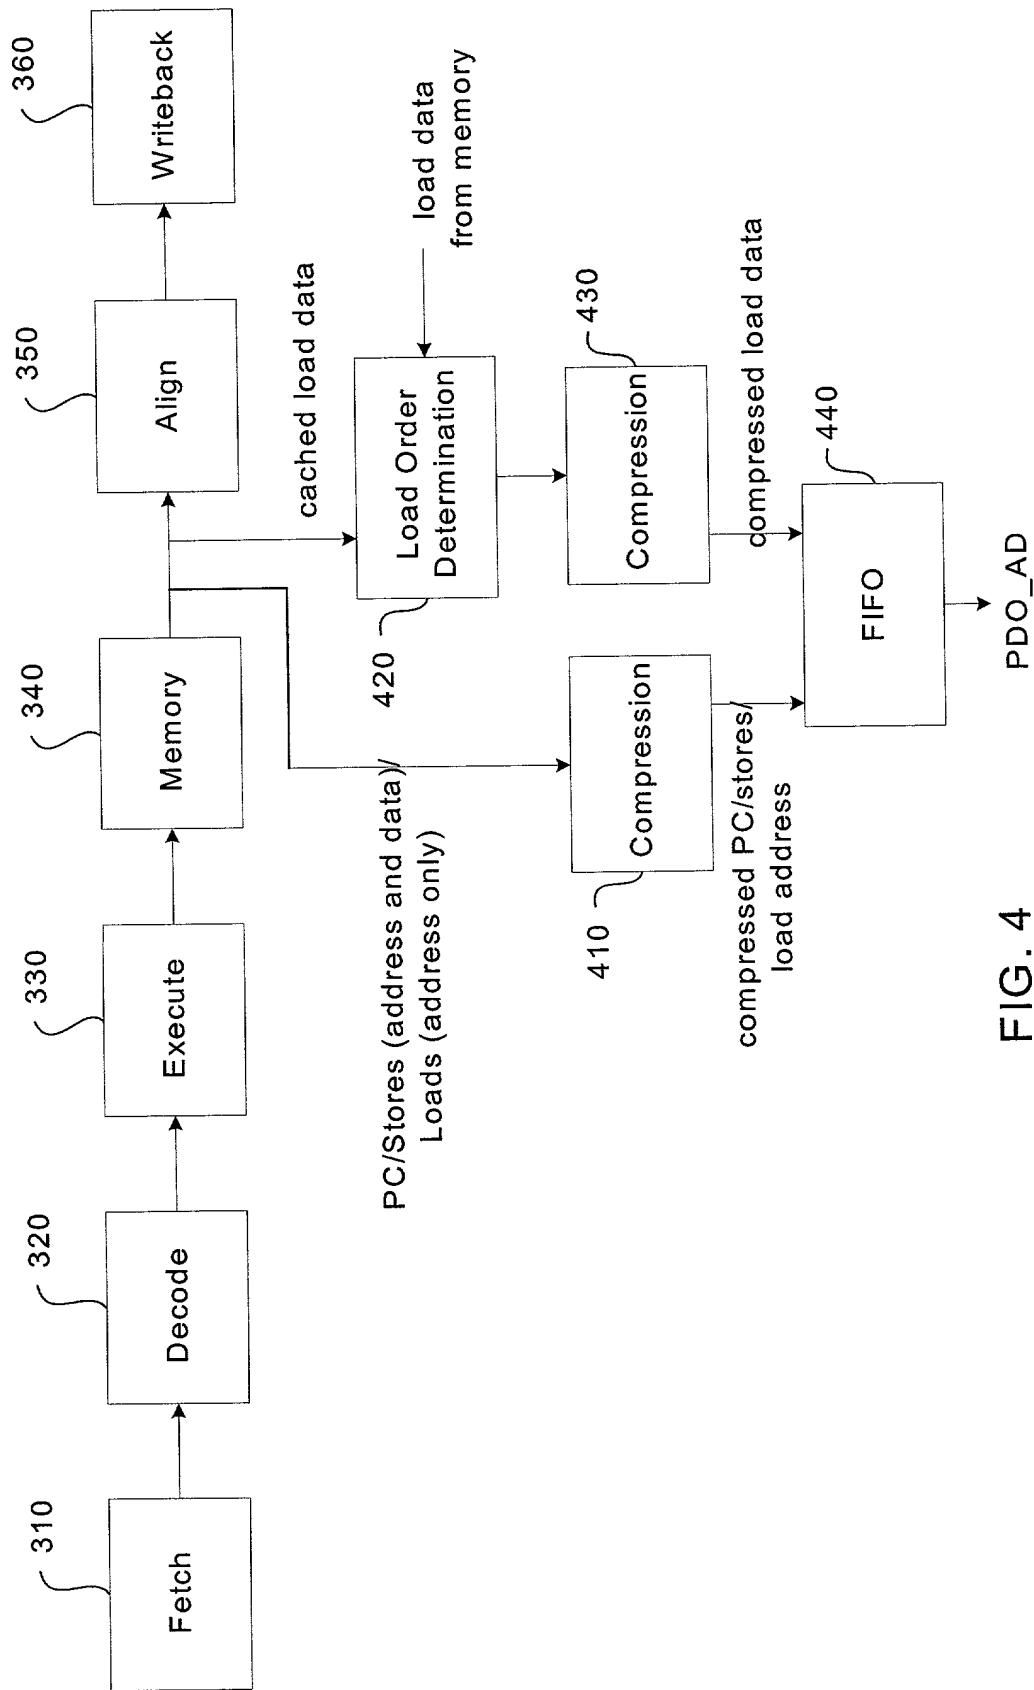 310
320
330
340
350
360
Fetch
Decode
Execute
Memory
Align
Writeback
cached load data
load data
from memory
PC/Stores (address and data)/
Loads (address only)
420
Load Order
Determination
430
410
Compression
Compression
compressed PC/stores/
load address
compressed load data
440
FIFO
PDO_AD
FIG. 4